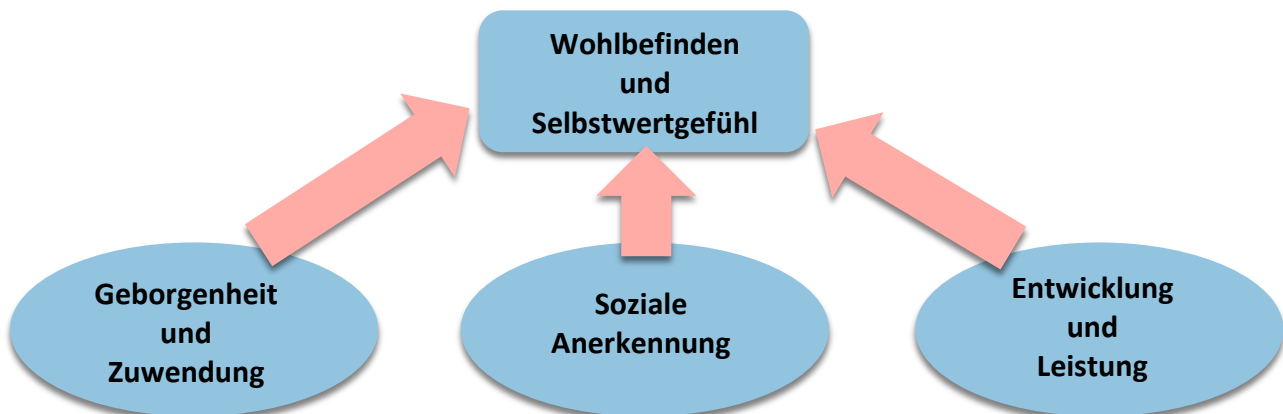 Wohlbefinden
und
Selbstwertgefühl
Geborgenheit
und
Zuwendung
Soziale
Anerkennung
Entwicklung
und
Leistung